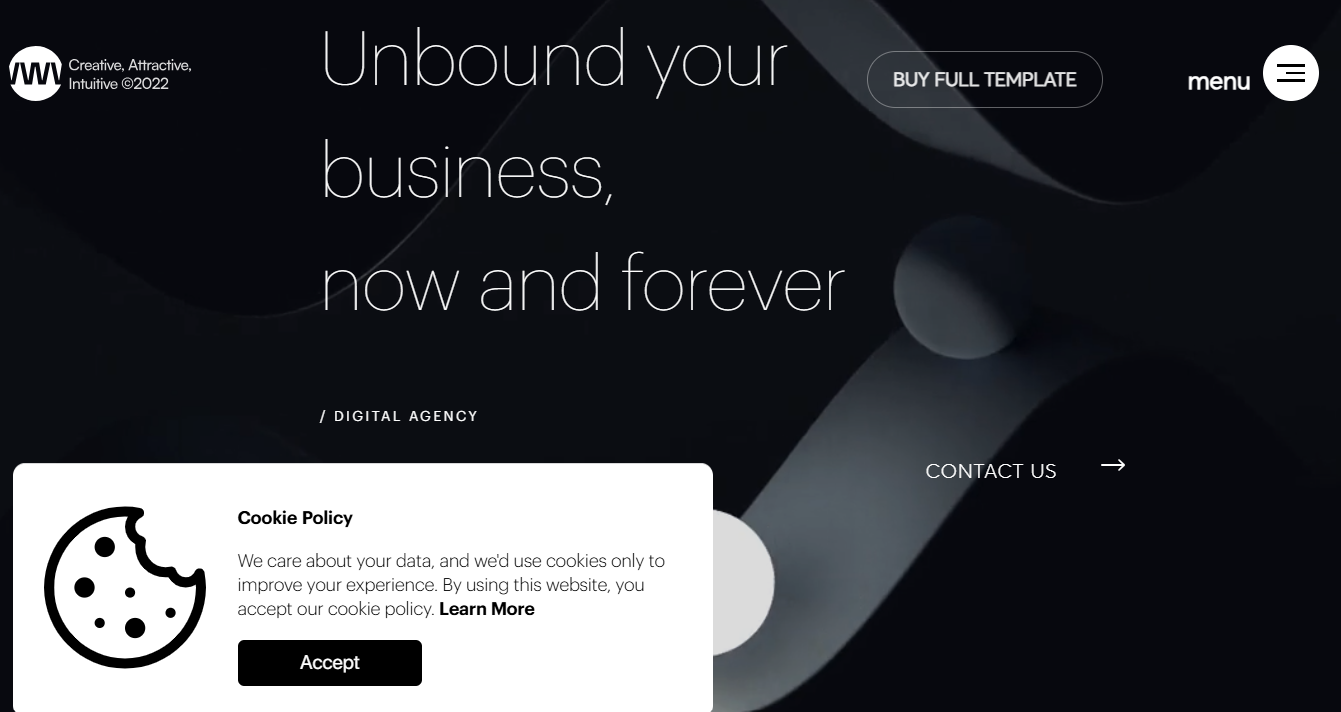 Creative, Attractive,
Intuitive ©2022
Unbound your
business,
now and forever
BUY FULL TEMPLATE
menu
/ DIGITAL AGENCY
CONTACT US
Cookie Policy
We care about your data, and we'd use cookies only to
improve your experience. By using this website, you
accept our cookie policy. Learn More
Accept